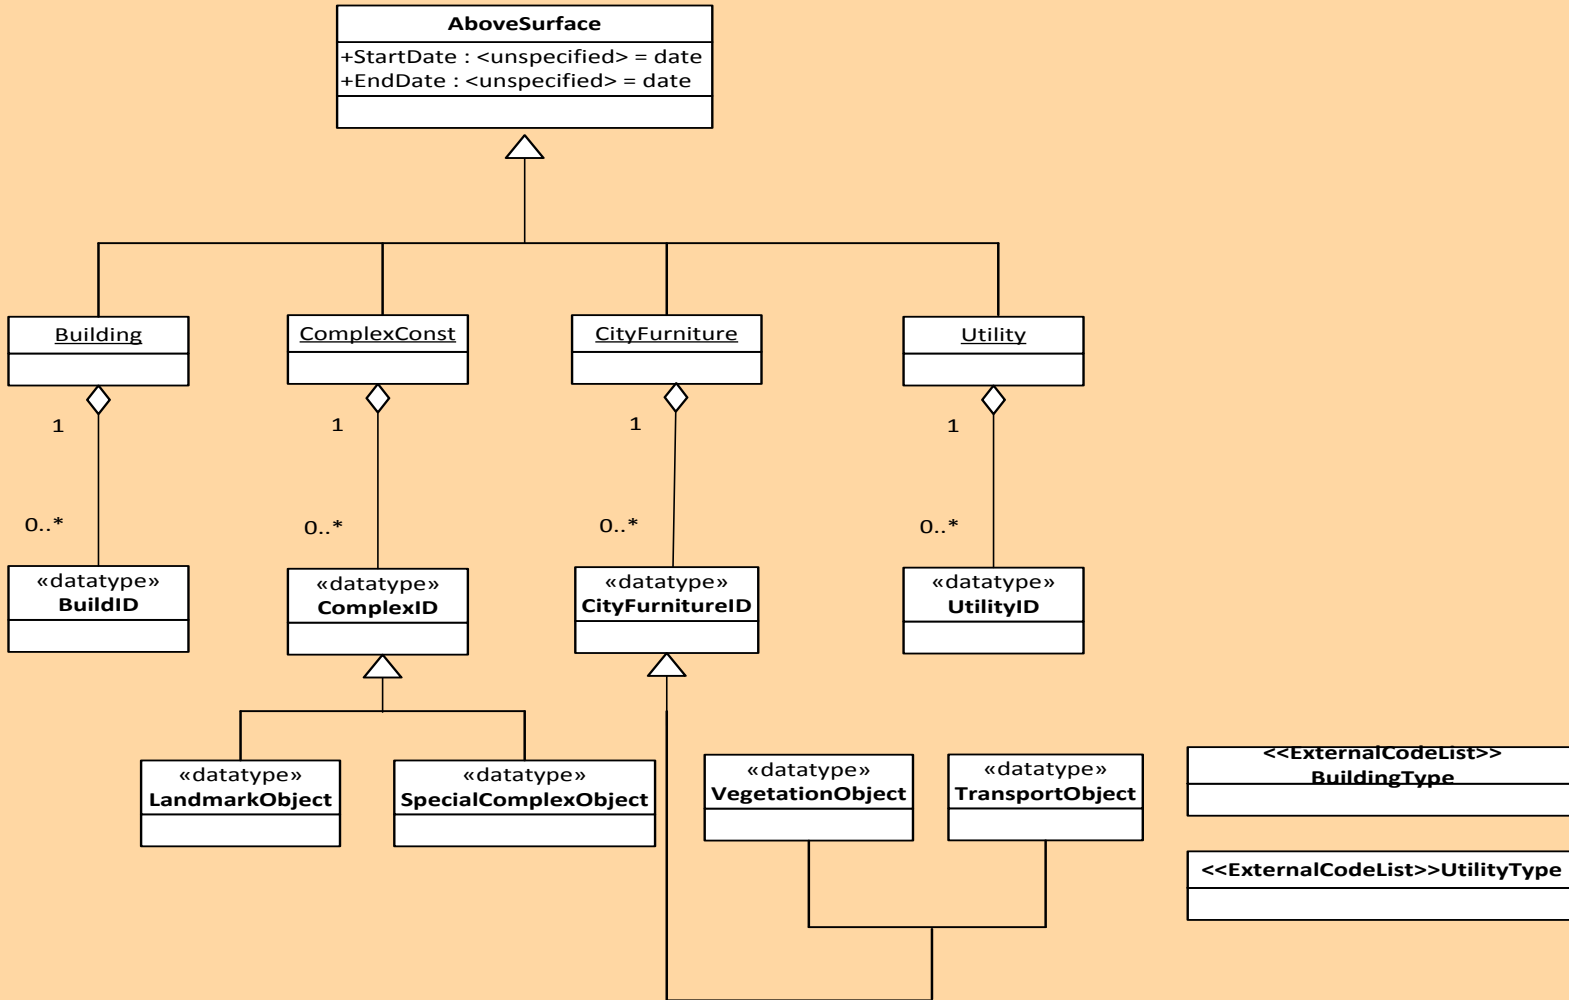 AboveSurface
+StartDate : <unspecified> = date
+EndDate : <unspecified> = date
Building
ComplexConst
CityFurniture
Utility
1
1
1
1
0..*
0..*
0..*
0..*
«datatype»
BuildID
«datatype»
ComplexID
«datatype»
CityFurnitureID
«datatype»
UtilityID
«datatype»
LandmarkObject
«datatype»
SpecialComplexObject
«datatype»
VegetationObject
«datatype»
TransportObject
<<ExternalCodeList>>
BuildingType
<<ExternalCodeList>>UtilityType